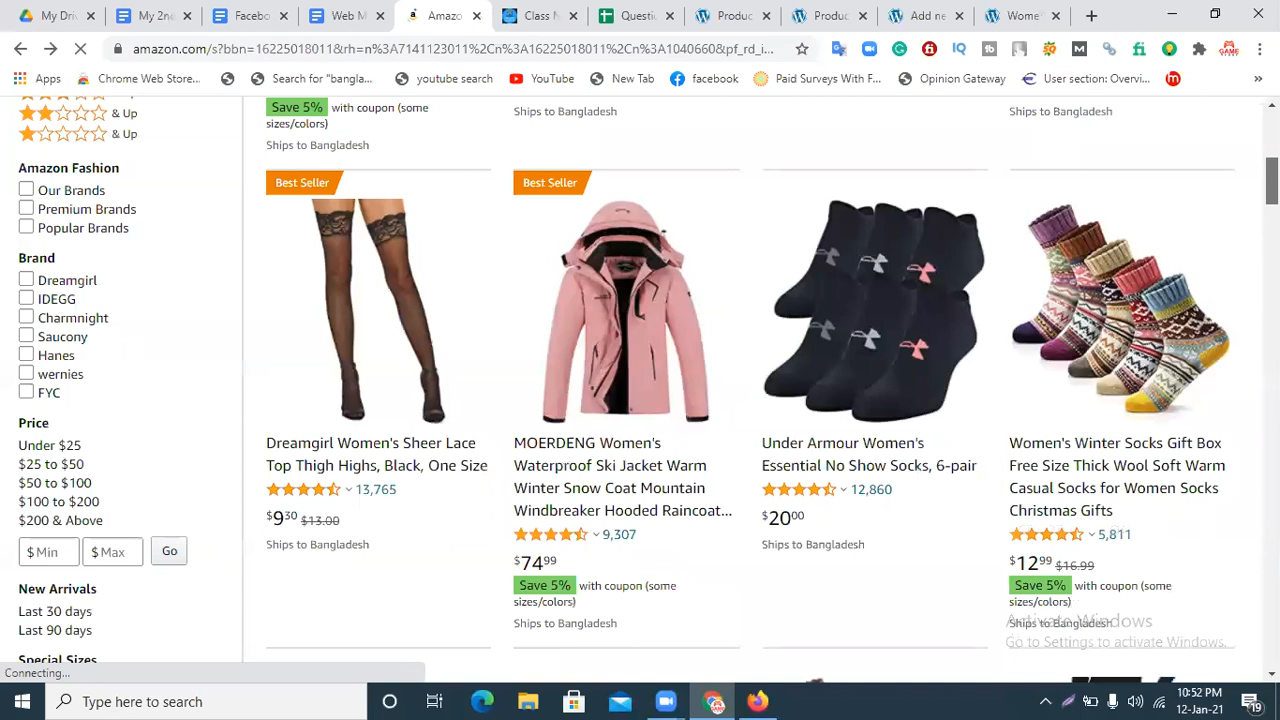 My Dr
My 2nd
Facebo
Web M
Amazo
Class R
Quest
Produc
Produc
Add ne
Wome
amazon.com/s?bbn=16225018011&rh=n%3A7141123011%2Cn%3A16225018011%2Cn%3A1040660&pf_rd_i...
Apps
Chrome Web Store...
Search for "bangla...
youtube search
YouTube
New Tab
facebook
Paid Surveys With F...
Opinion Gateway
User section: Overvi...
»
& Up
& Up
Amazon Fashion
Our Brands
Premium Brands
Popular Brands
Brand
Dreamgirl
IDEGG
Charmnight
Saucony
Hanes
wernies
FYC
Price
Under $25
$25 to $50
$50 to $100
$100 to $200
$200 & Above
$ Min
$ Max
Go
New Arrivals
Last 30 days
Last 90 days
Special Sizes
Connecting...
Save 5% with coupon (some
sizes/colors)
Ships to Bangladesh
Ships to Bangladesh
Ships to Bangladesh
Best Seller
Dreamgirl Women's Sheer Lace
Top Thigh Highs, Black, One Size
13,765
$930 $13.00
Ships to Bangladesh
Best Seller
MOERDENG Women's
Waterproof Ski Jacket Warm
Winter Snow Coat Mountain
Windbreaker Hooded Raincoat...
9,307
$7499
Save 5% with coupon (some
sizes/colors)
Ships to Bangladesh
Under Armour Women's
Essential No Show Socks, 6-pair
12,860
$2000
Ships to Bangladesh
Women's Winter Socks Gift Box
Free Size Thick Wool Soft Warm
Casual Socks for Women Socks
Christmas Gifts
5,811
$1299 $16.99
Save 5% with coupon (some
sizes/colors)
Ships to Bangladesh
Activate Windows
Go to Settings to activate Windows.
Type here to search
10:52 PM
12-Jan-21
19